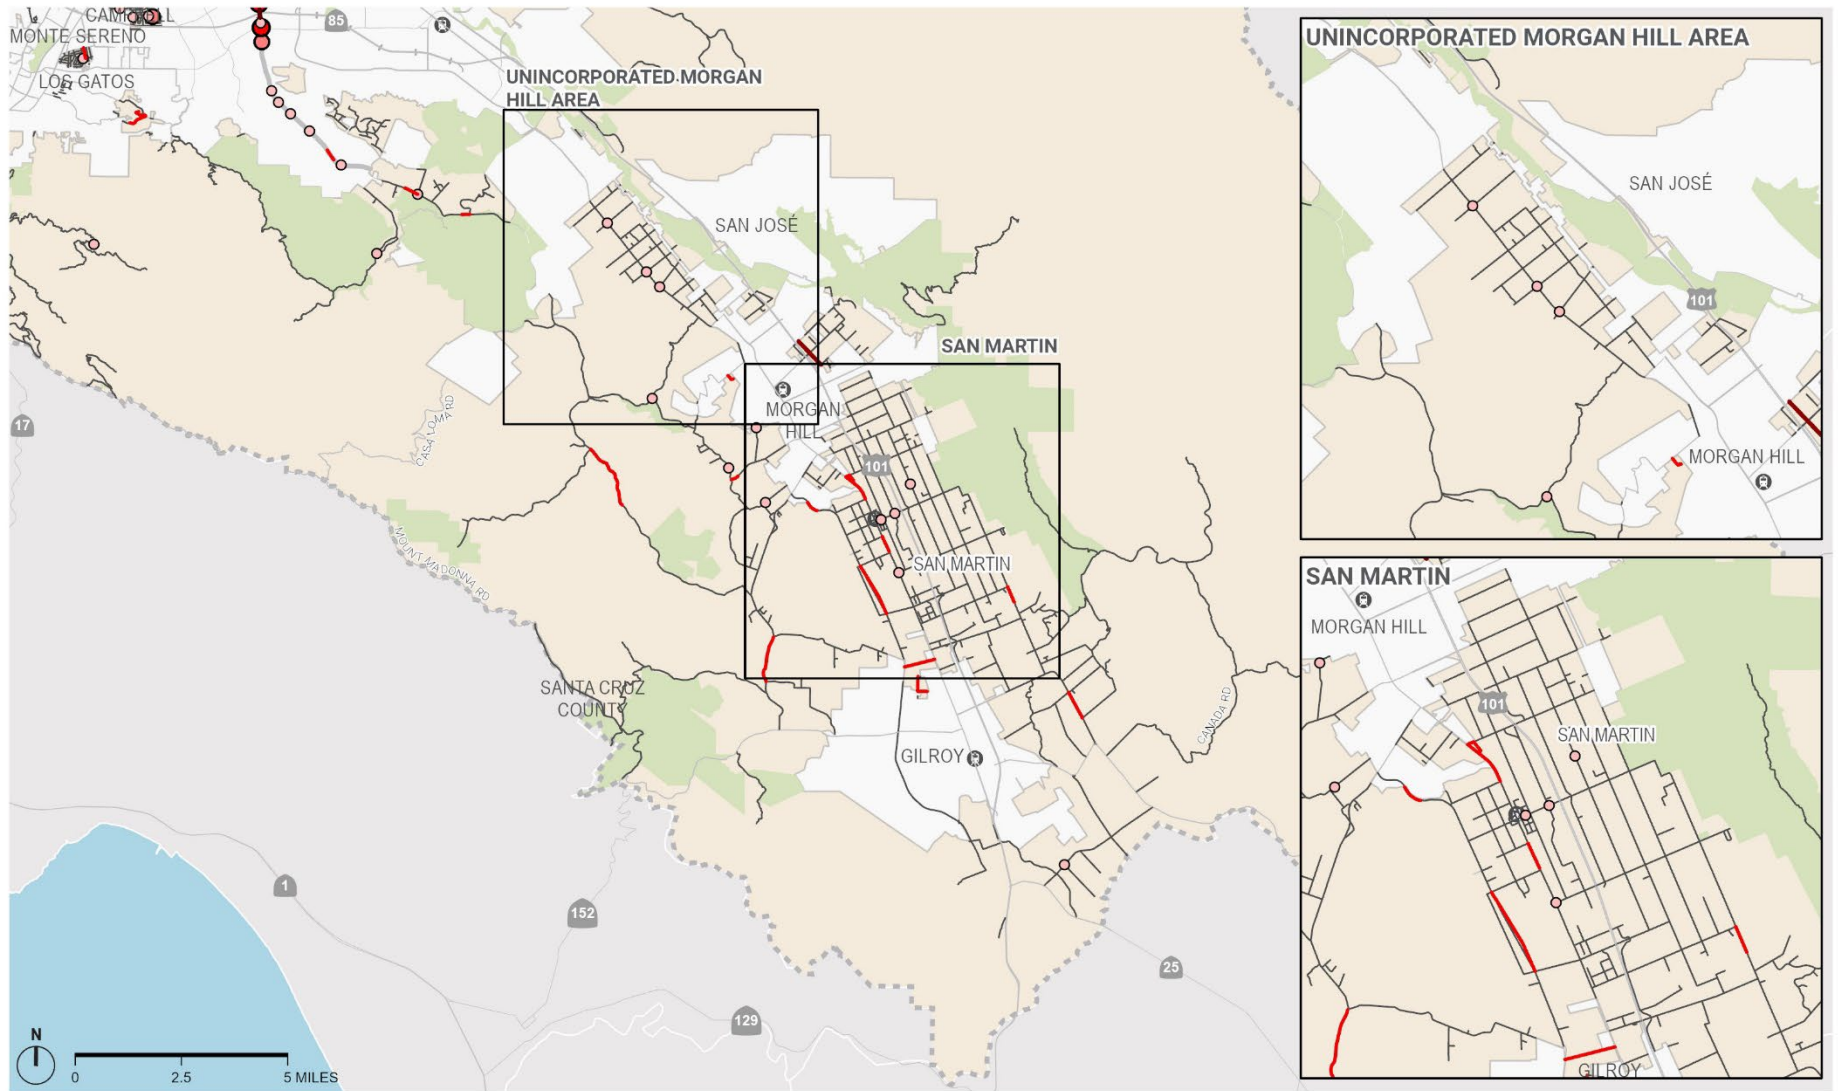 CAMPBELL
MONTE SERENO
LOS GATOS
85
UNINCORPORATED MORGAN
HILL AREA
SAN JOSÉ
SAN MARTIN
17
CASA LOMA RD
MORGAN
HILL
101
MOUNT MADONNA RD
SAN MARTIN
SANTA CRUZ
COUNTY
CANADA RD
GILROY
1
152
25
129
N
0
2.5
5 MILES
UNINCORPORATED MORGAN HILL AREA
SAN JOSÉ
101
MORGAN HILL
SAN MARTIN
MORGAN HILL
101
SAN MARTIN
GILROY